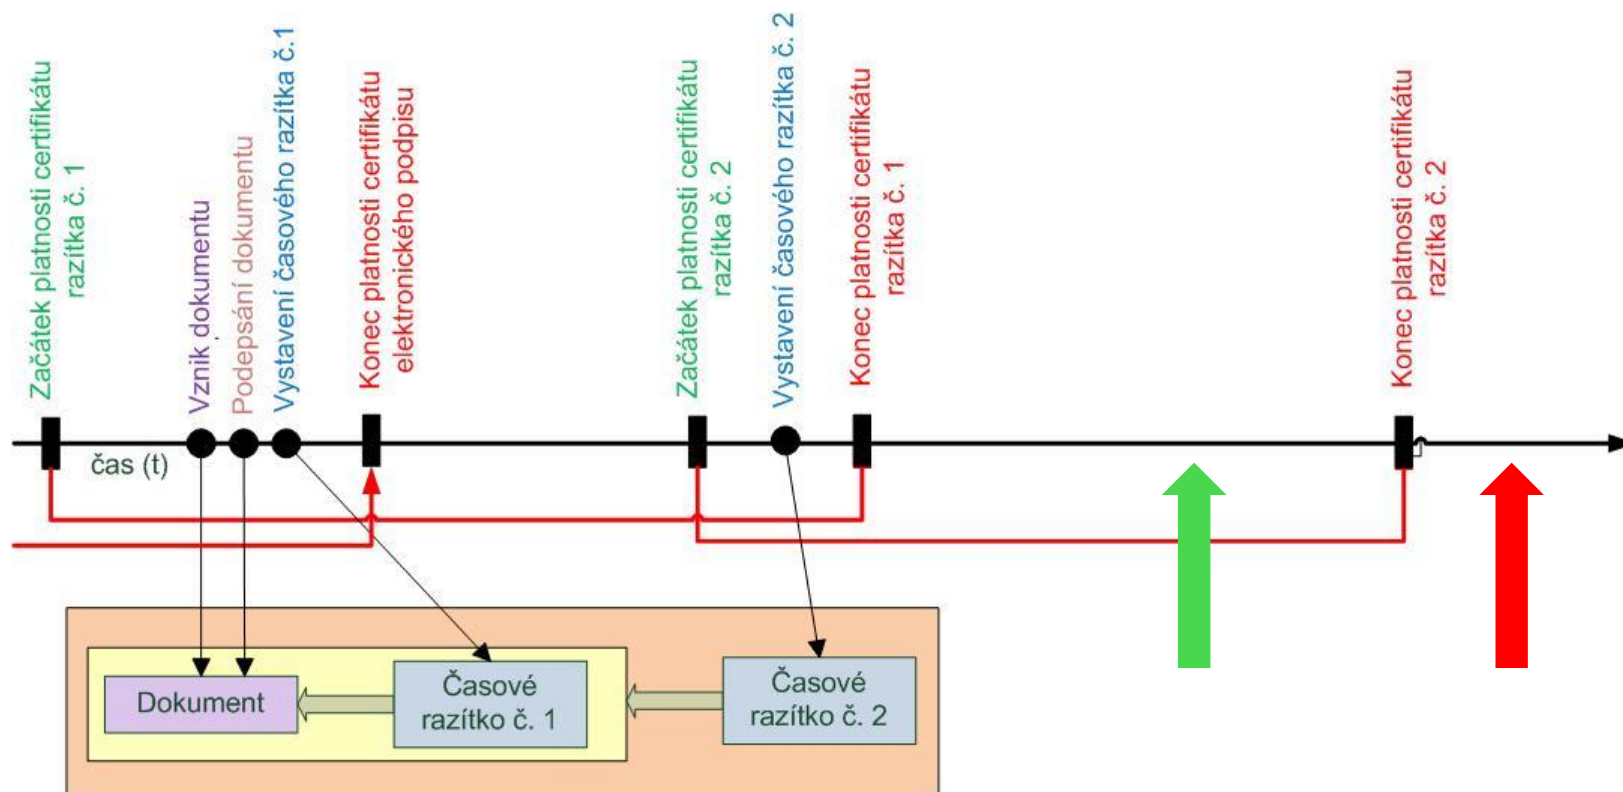 Začátek platnosti certifikátu
razítka č. 1
Vznik dokumentu
Podepsání dokumentu
Vystavení časového razítka č.1
Konec platnosti certifikátu
elektronického podpisu
Začátek platnosti certifikátu
razítka č. 2
Vystavení časového razítka č. 2
Konec platnosti certifikátu
razítka č. 1
Konec platnosti certifikátu
razítka č. 2
čas (t)
Dokument
Časové
razítko č. 1
Časové
razítko č. 2